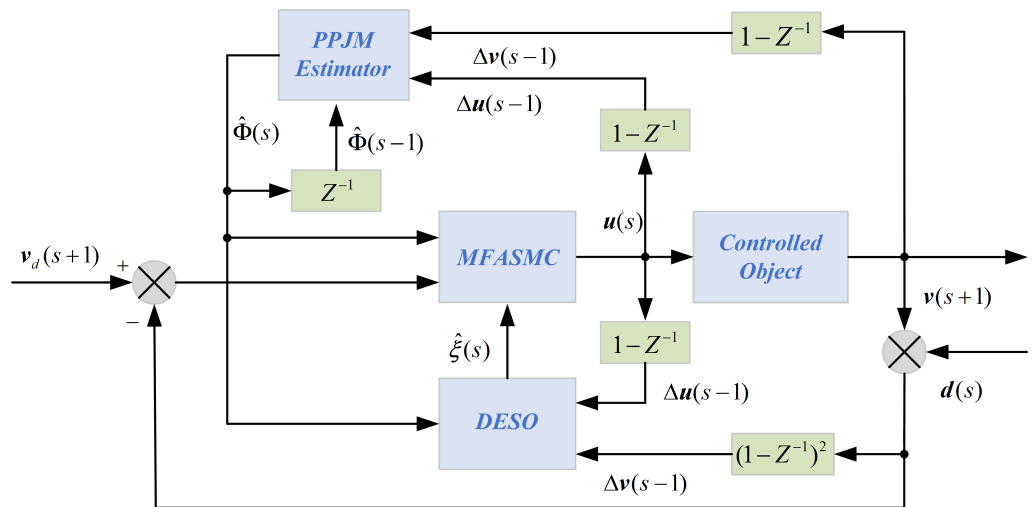 PPJM
Estimator
1−Z⁻¹
Δv(s−1)
Δu(s−1)
Φ̂(s)
Φ̂(s−1)
1−Z⁻¹
Z⁻¹
u(s)
v_d(s+1)
+
−
MFASMC
Controlled
Object
v(s+1)
ξ̂(s)
1−Z⁻¹
d(s)
Δu(s−1)
DESO
(1−Z⁻¹)²
Δv(s−1)